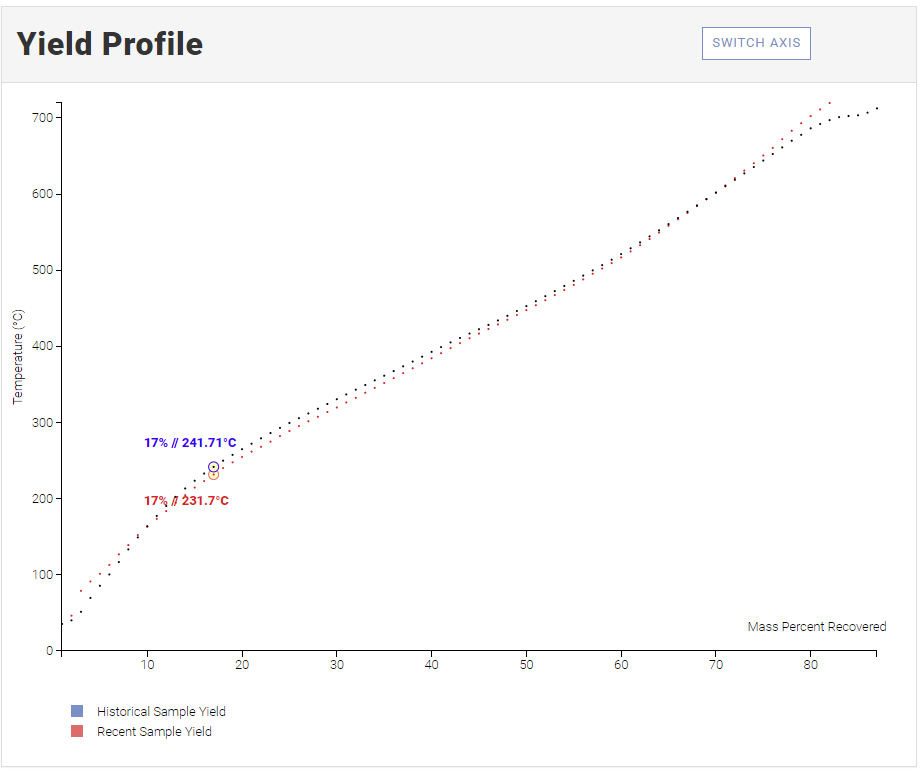 Yield Profile
SWITCH AXIS
700
600
500
400
300
200
100
0
Temperature (°C)
17% // 241.71°C
17% // 231.7°C
Mass Percent Recovered
10 20 30 40 50 60 70 80
Historical Sample Yield
Recent Sample Yield